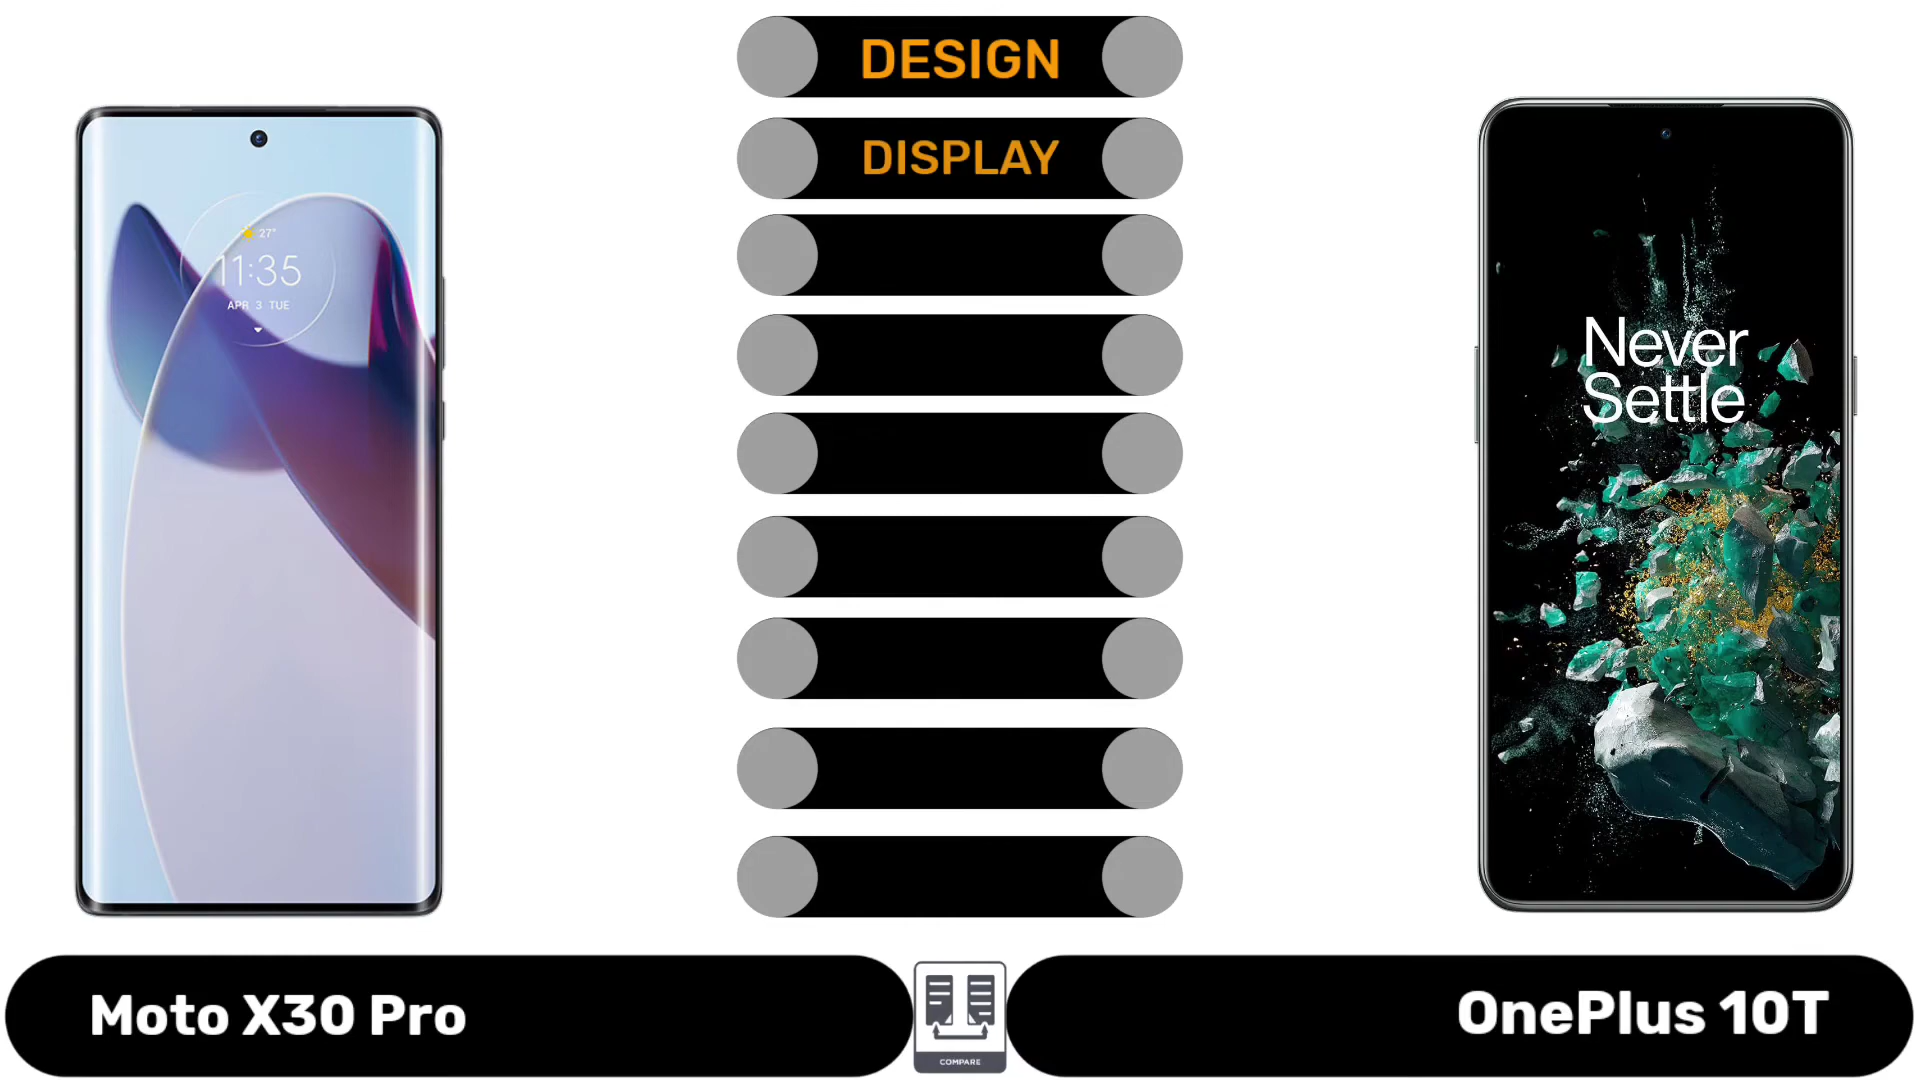 DESIGN
DISPLAY
27°
11:35
APR 3 TUE
Never
Settle
Moto X30 Pro
COMPARE
OnePlus 10T